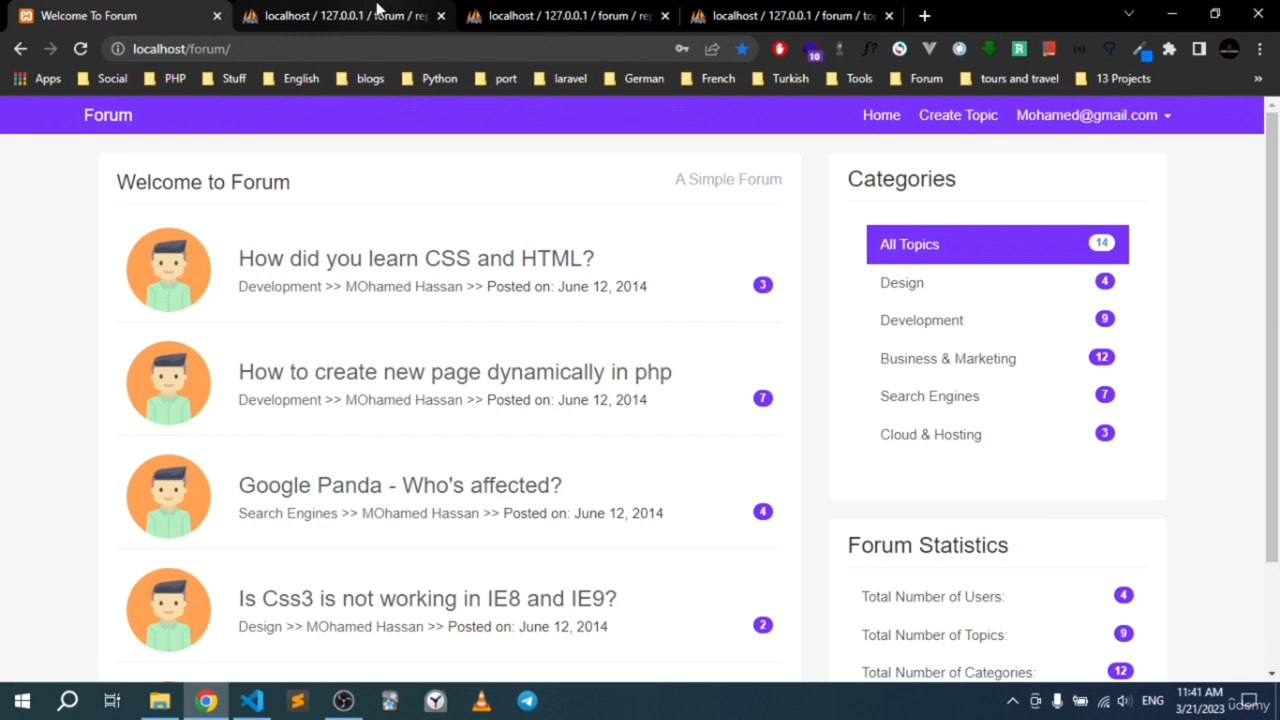 Welcome To Forum
localhost / 127.0.0.1 / forum / rep
localhost / 127.0.0.1 / forum / re
localhost / 127.0.0.1 / forum / to
localhost/forum/
10
Apps Social PHP Stuff English blogs Python port laravel German French Turkish Tools Forum tours and travel 13 Projects »
Forum Home Create Topic Mohamed@gmail.com
Welcome to Forum
A Simple Forum
How did you learn CSS and HTML?
Development >> MOhamed Hassan >> Posted on: June 12, 2014
3
How to create new page dynamically in php
Development >> MOhamed Hassan >> Posted on: June 12, 2014
7
Google Panda - Who's affected?
Search Engines >> MOhamed Hassan >> Posted on: June 12, 2014
4
Is Css3 is not working in IE8 and IE9?
Design >> MOhamed Hassan >> Posted on: June 12, 2014
2
Categories
All Topics 14
Design 4
Development 9
Business & Marketing 12
Search Engines 7
Cloud & Hosting 3
Forum Statistics
Total Number of Users: 4
Total Number of Topics: 9
Total Number of Categories: 12
ENG
11:41 AM
3/21/2023
udemy